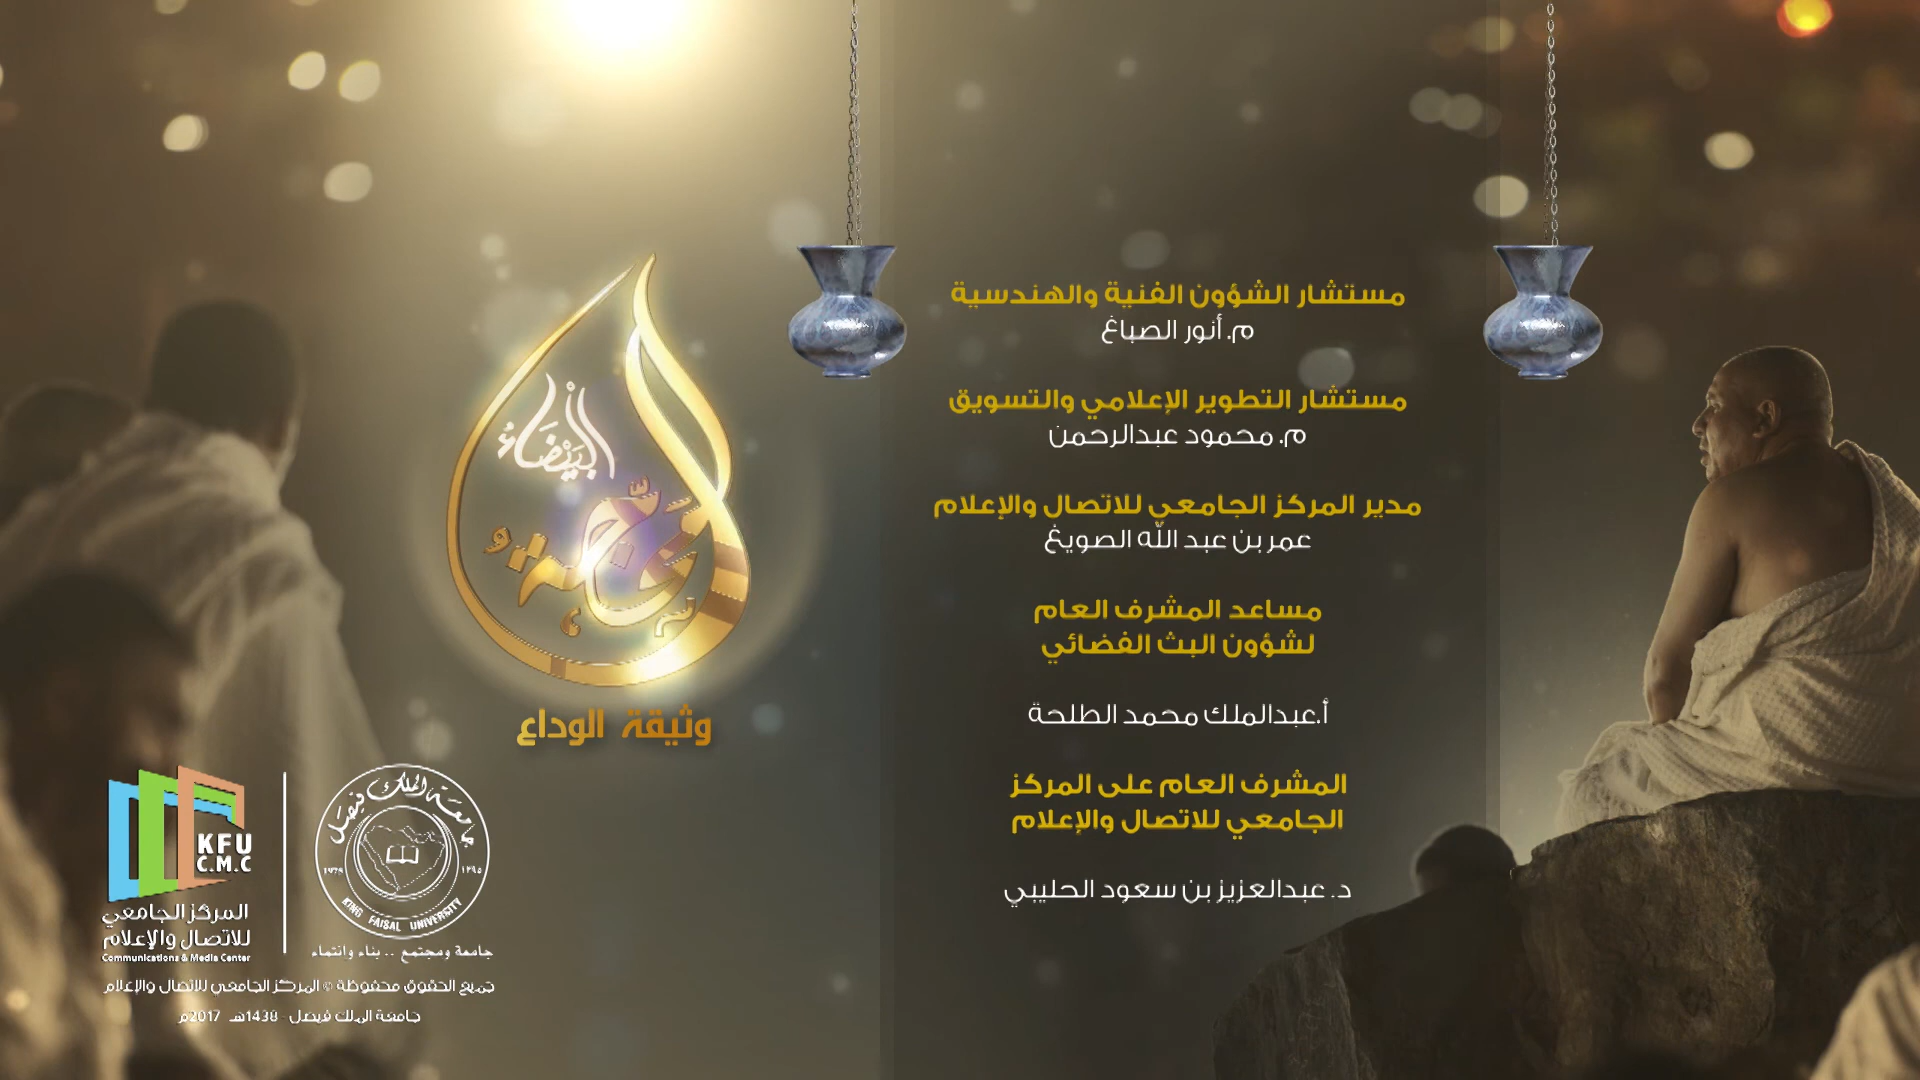 مستشار الشؤون الفنية والهندسية
م. أنور الصباغ
مستشار التطوير الإعلامي والتسويق
م. محمود عبدالرحمن
مدير المركز الجامعي للاتصال والإعلام
عمر بن عبد الله الصويغ
مساعد المشرف العام
لشؤون البث الفضائي
أ.عبدالملك محمد الطلحة
المشرف العام على المركز
الجامعي للاتصال والإعلام
د. عبدالعزيز بن سعود الحليبي
المحجة
البيضاء
وثيقة الوداع
جامعة الملك فيصل
1975
١٣٩٥
KING FAISAL UNIVERSITY
جامعة ومجتمع .. بناء وانتماء
KFU
C.M.C
المركز الجامعي
للاتصال والإعلام
Communications & Media Center
جميع الحقوق محفوظة © المركز الجامعي للاتصال والإعلام
جامعة الملك فيصل - 1438هـ 2017م